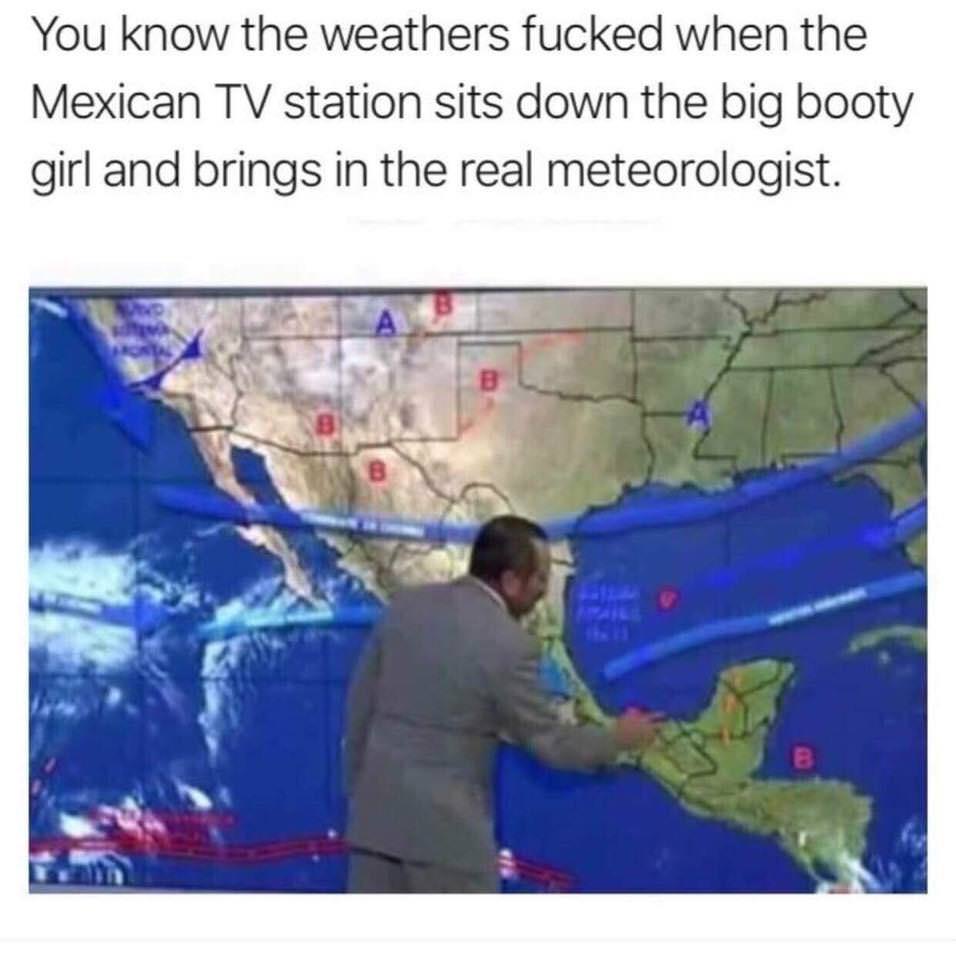 You know the weathers fucked when the
Mexican TV station sits down the big booty
girl and brings in the real meteorologist.
B
A
B
A
B
B
B